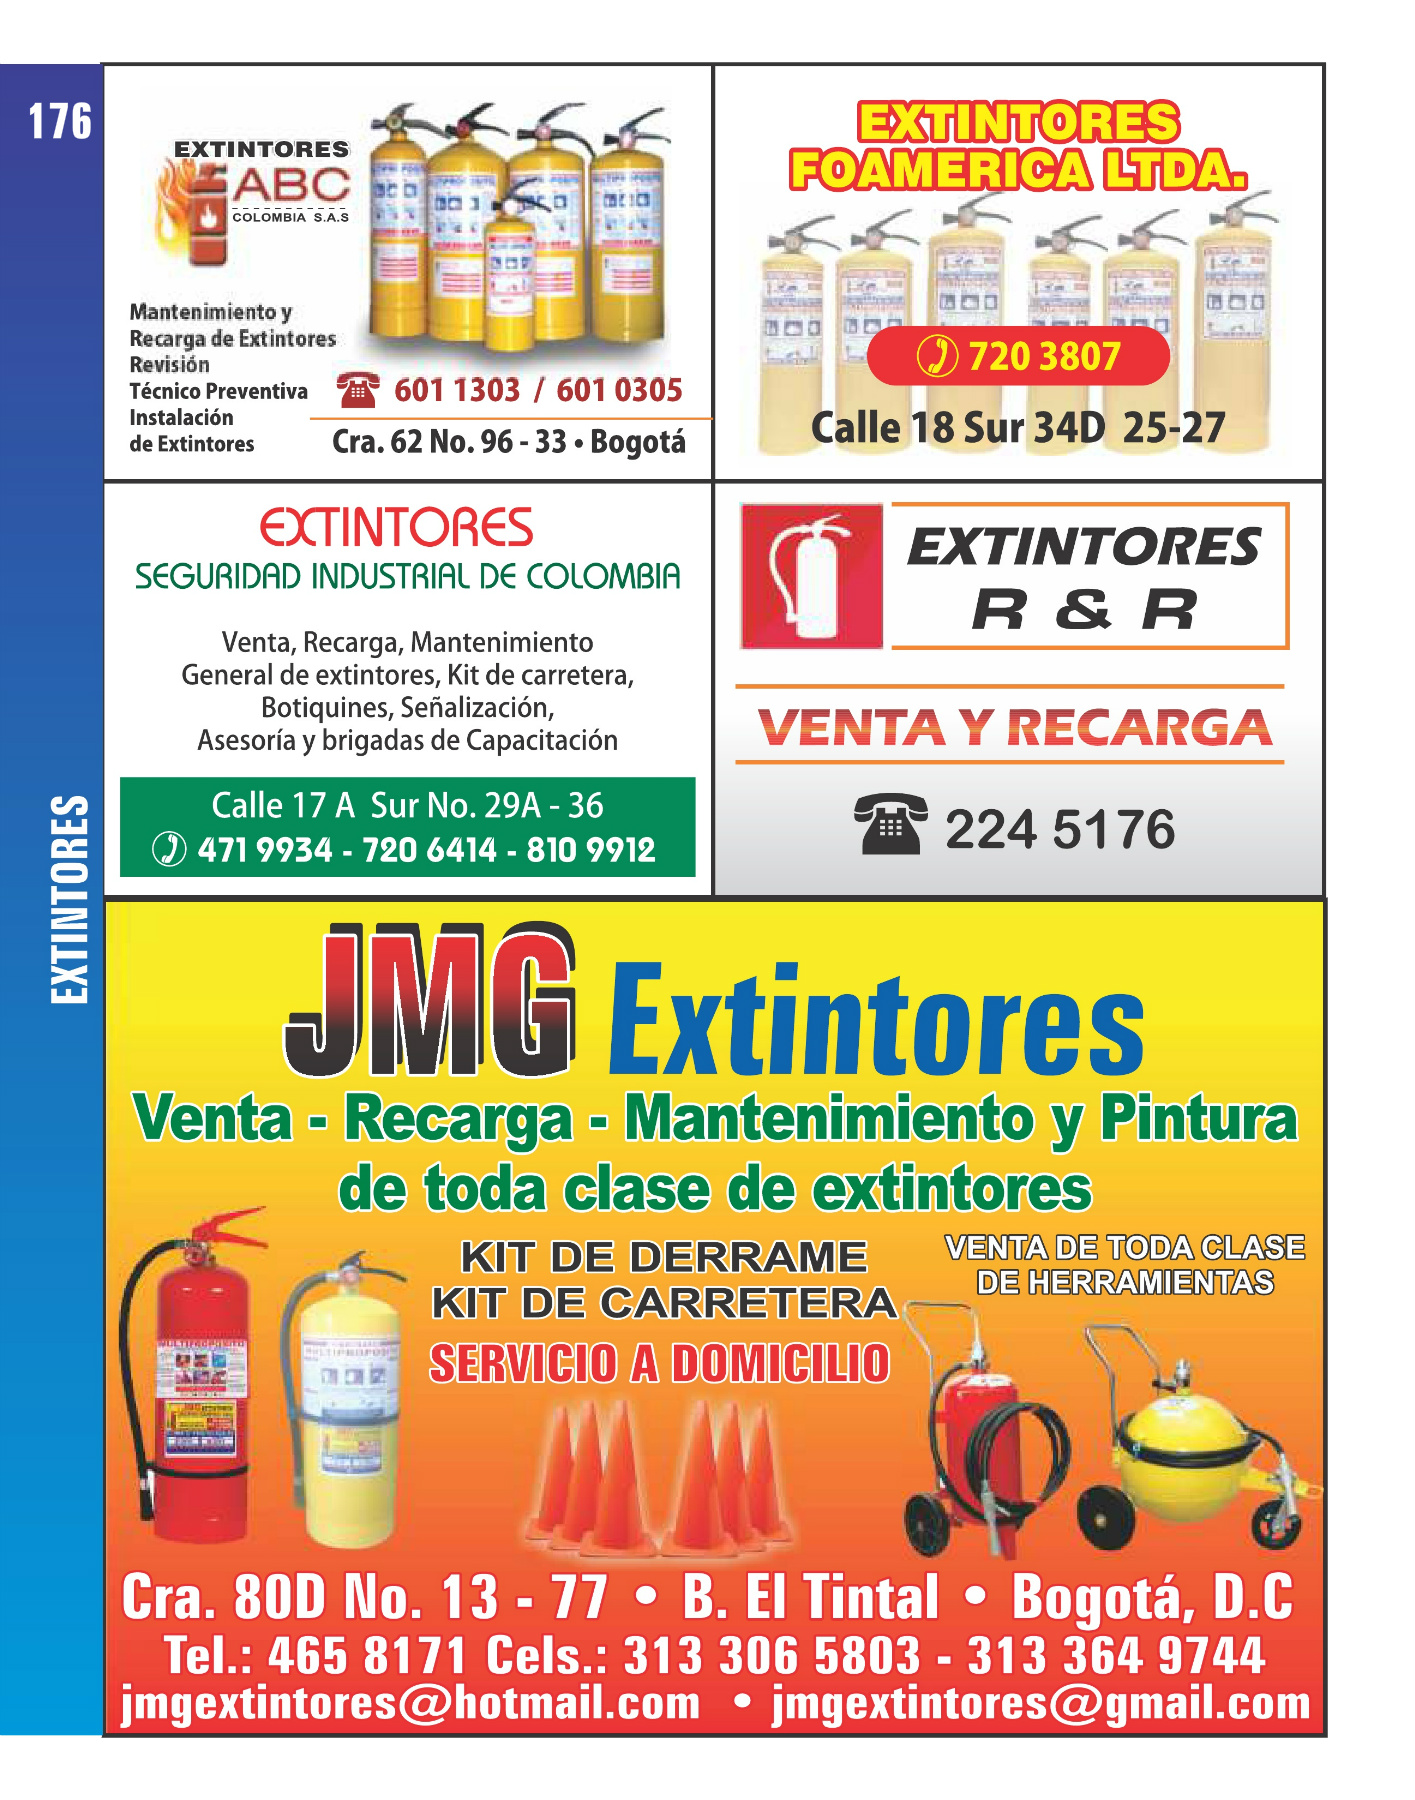 176
EXTINTORES
EXTINTORES
ABC
COLOMBIA S.A.S
Mantenimiento y
Recarga de Extintores
Revisión
Técnico Preventiva
Instalación
de Extintores
601 1303 / 601 0305
Cra. 62 No. 96 - 33 • Bogotá
EXTINTORES
FOAMERICA LTDA.
720 3807
Calle 18 Sur 34D 25-27
EXTINTORES
SEGURIDAD INDUSTRIAL DE COLOMBIA
Venta, Recarga, Mantenimiento
General de extintores, Kit de carretera,
Botiquines, Señalización,
Asesoría y brigadas de Capacitación
Calle 17 A Sur No. 29A - 36
471 9934 - 720 6414 - 810 9912
EXTINTORES
R & R
VENTA Y RECARGA
224 5176
JMG Extintores
Venta - Recarga - Mantenimiento y Pintura
de toda clase de extintores
KIT DE DERRAME
KIT DE CARRETERA
SERVICIO A DOMICILIO
VENTA DE TODA CLASE
DE HERRAMIENTAS
MULTIPROPOSITO
JMG
MULTIPROPOSITO
Cra. 80D No. 13 - 77 • B. El Tintal • Bogotá, D.C
Tel.: 465 8171 Cels.: 313 306 5803 - 313 364 9744
jmgextintores@hotmail.com • jmgextintores@gmail.com